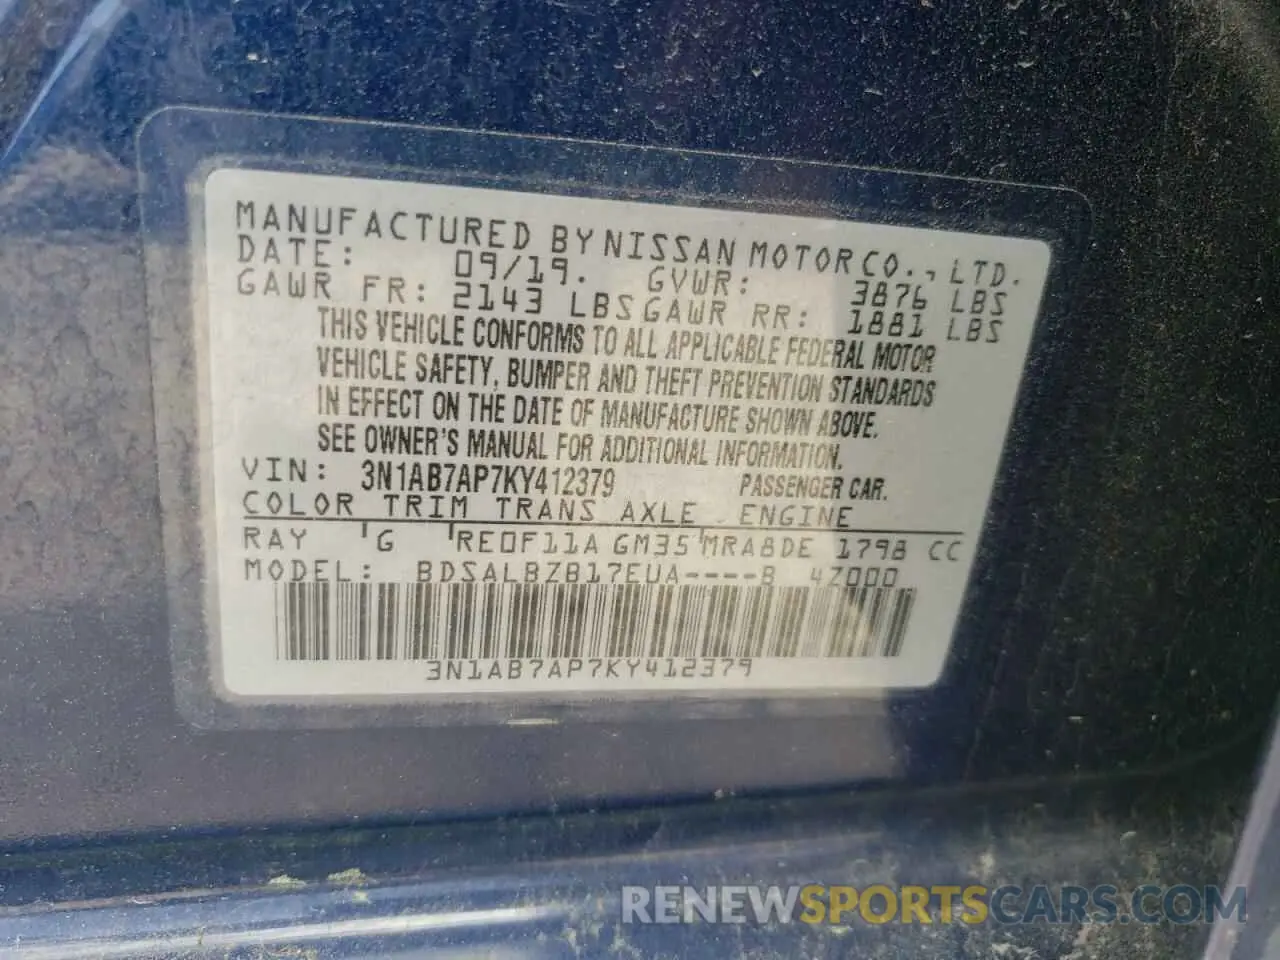 MANUFACTURED BY NISSAN MOTOR CO., LTD.
DATE: 09/19. GVWR: 3876 LBS
GAWR FR: 2143 LBS GAWR RR: 1881 LBS
THIS VEHICLE CONFORMS TO ALL APPLICABLE FEDERAL MOTOR
VEHICLE SAFETY, BUMPER AND THEFT PREVENTION STANDARDS
IN EFFECT ON THE DATE OF MANUFACTURE SHOWN ABOVE.
SEE OWNER'S MANUAL FOR ADDITIONAL INFORMATION.
VIN: 3N1AB7AP7KY412379 PASSENGER CAR.
COLOR TRIM TRANS AXLE ENGINE
RAY G RE0F11A GM35 MRA8DE 1798 CC
MODEL: BDSALBZB17EUA----B 4Z000
3N1AB7AP7KY412379
RENEWSPORTSCARS.COM